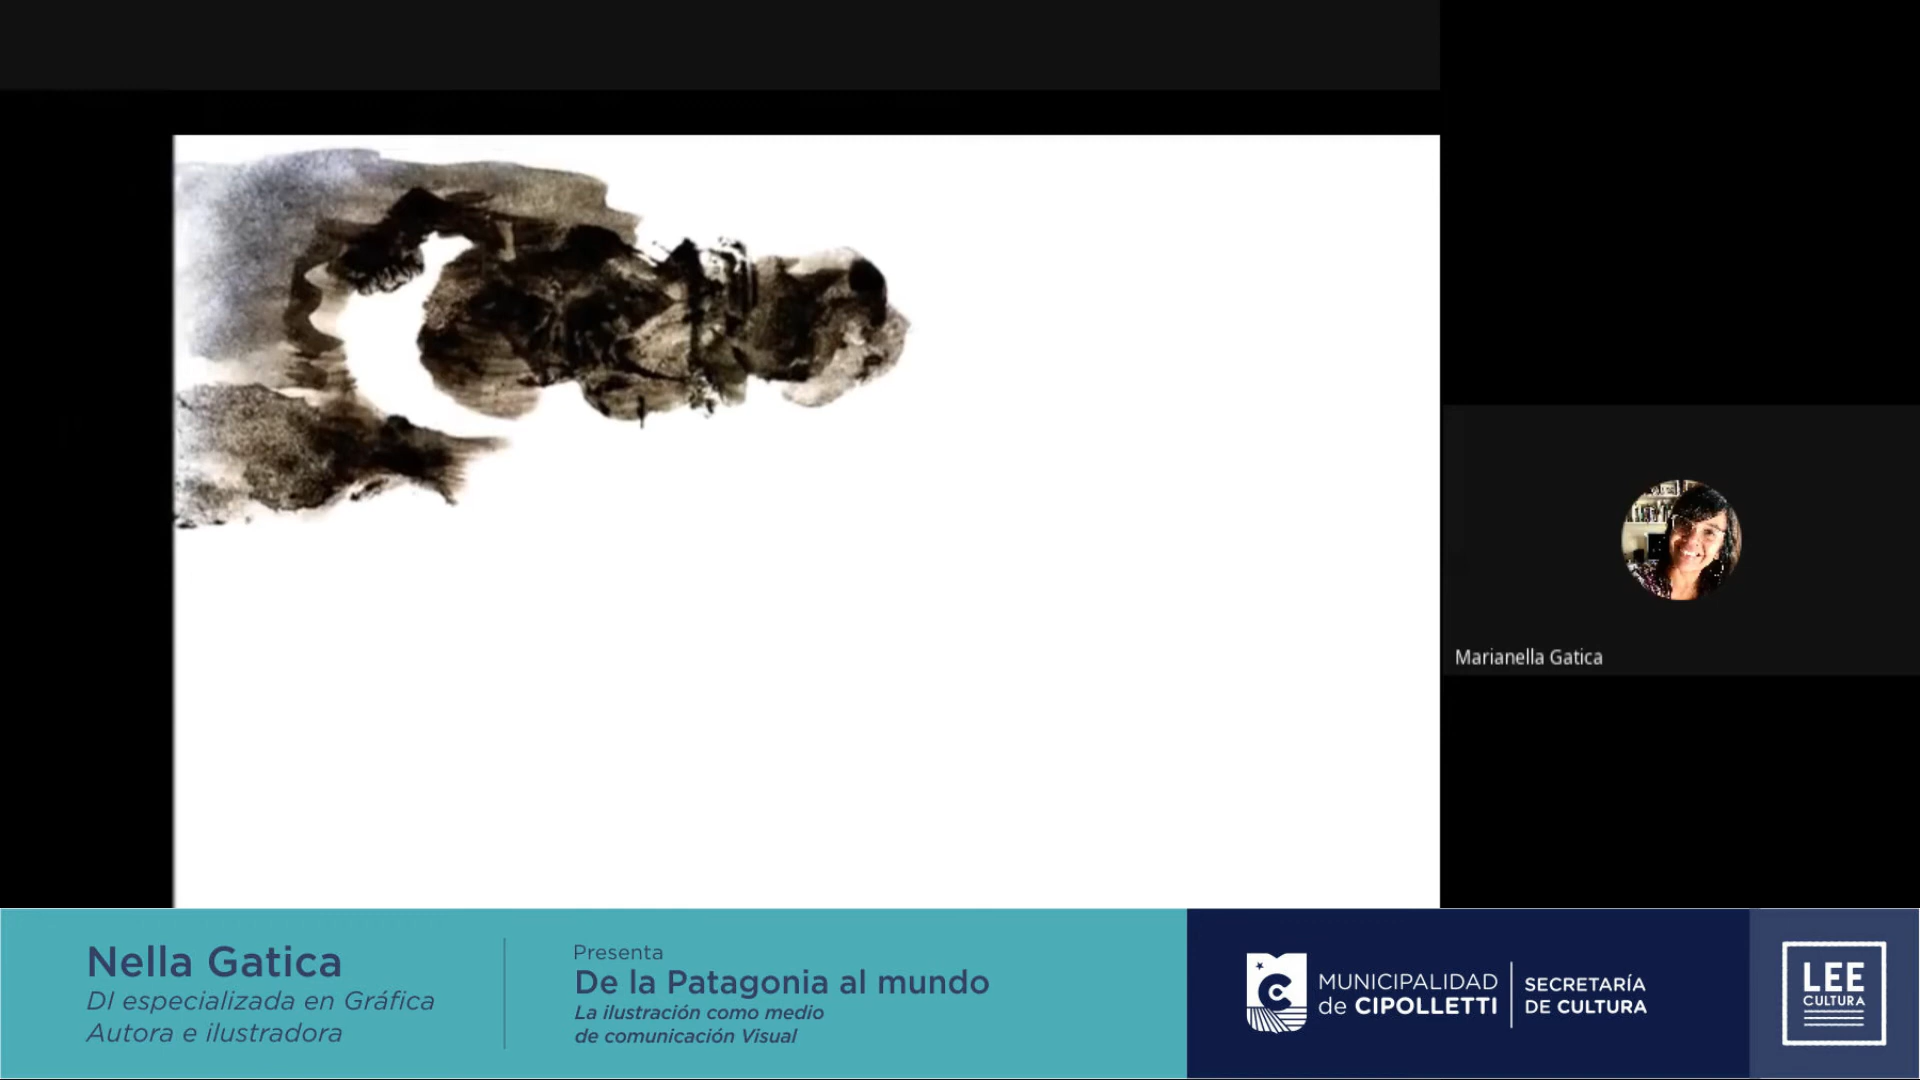 Marianella Gatica
Nella Gatica
DI especializada en Gráfica
Autora e ilustradora
Presenta
De la Patagonia al mundo
La ilustración como medio
de comunicación Visual
MUNICIPALIDAD
de CIPOLLETTI
SECRETARÍA
DE CULTURA
LEE
CULTURA